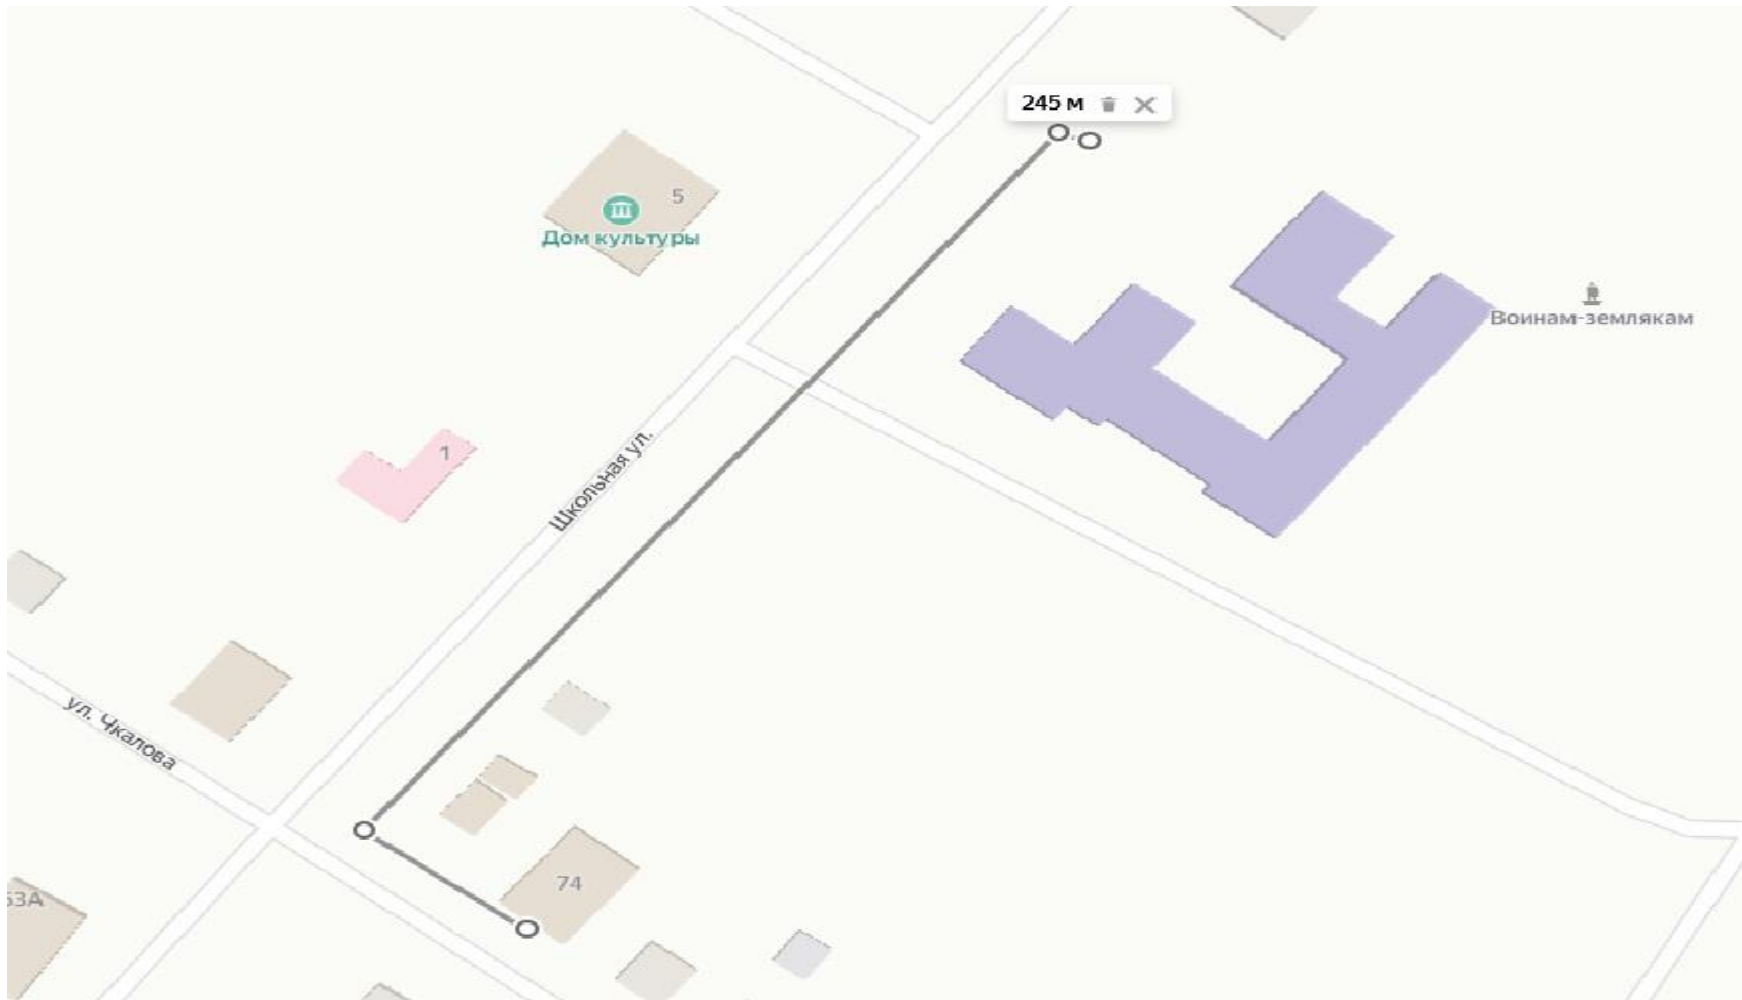 245 м
5
Дом культуры
Воинам-землякам
1
Школьная ул.
ул. Чкалова
74
53А